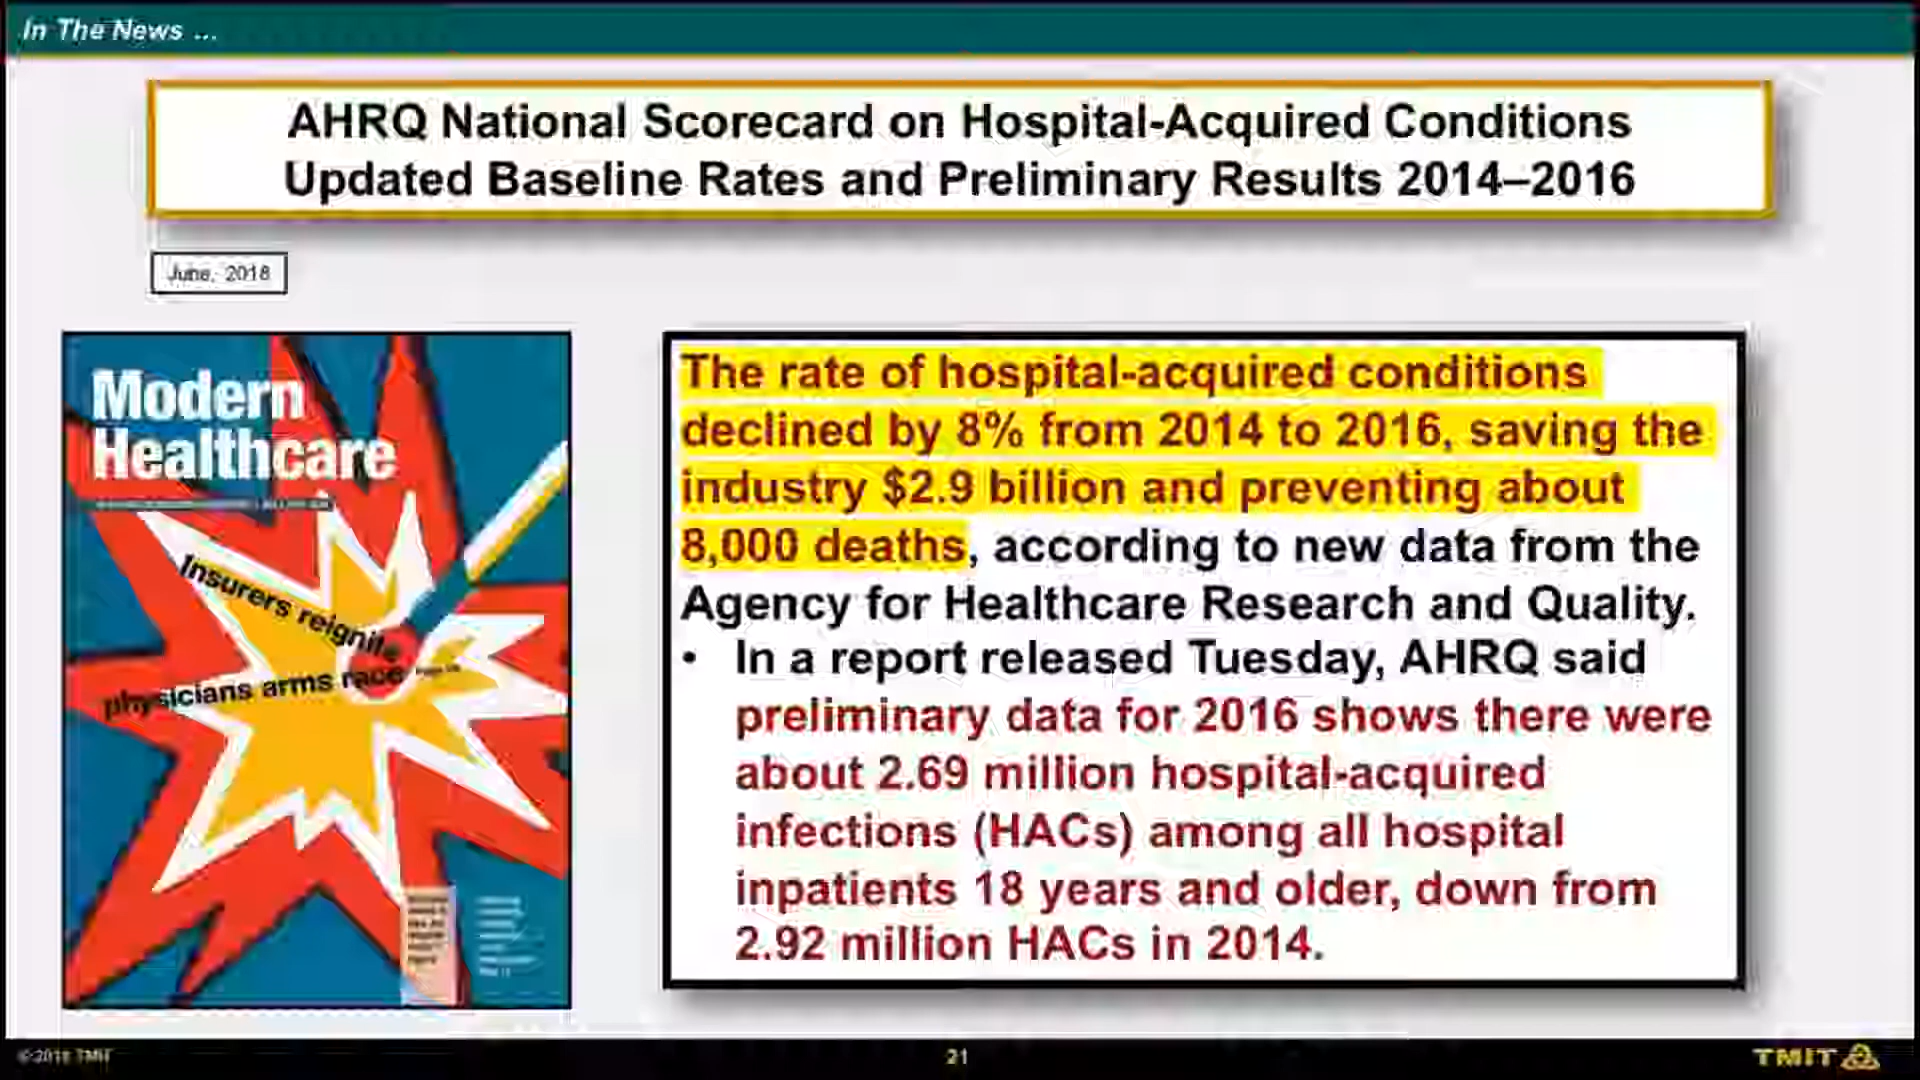 In The News ...
AHRQ National Scorecard on Hospital-Acquired Conditions
Updated Baseline Rates and Preliminary Results 2014–2016
June, 2018
Modern
Healthcare
Insurers reignite
physicians arms race
The rate of hospital-acquired conditions
declined by 8% from 2014 to 2016, saving the
industry $2.9 billion and preventing about
8,000 deaths, according to new data from the
Agency for Healthcare Research and Quality.
• In a report released Tuesday, AHRQ said
preliminary data for 2016 shows there were
about 2.69 million hospital-acquired
infections (HACs) among all hospital
inpatients 18 years and older, down from
2.92 million HACs in 2014.
© 2018 TMIT
21
TMIT